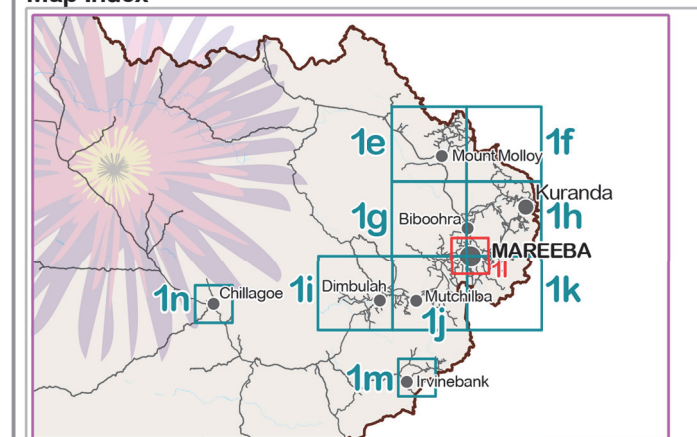 Map Index
1e
1f
Mount Molloy
Kuranda
1g
Biboohra
1h
MAREEBA
1l
1n
Chillagoe
1i
Dimbulah
Mutchilba
1j
1k
1m
Irvinebank